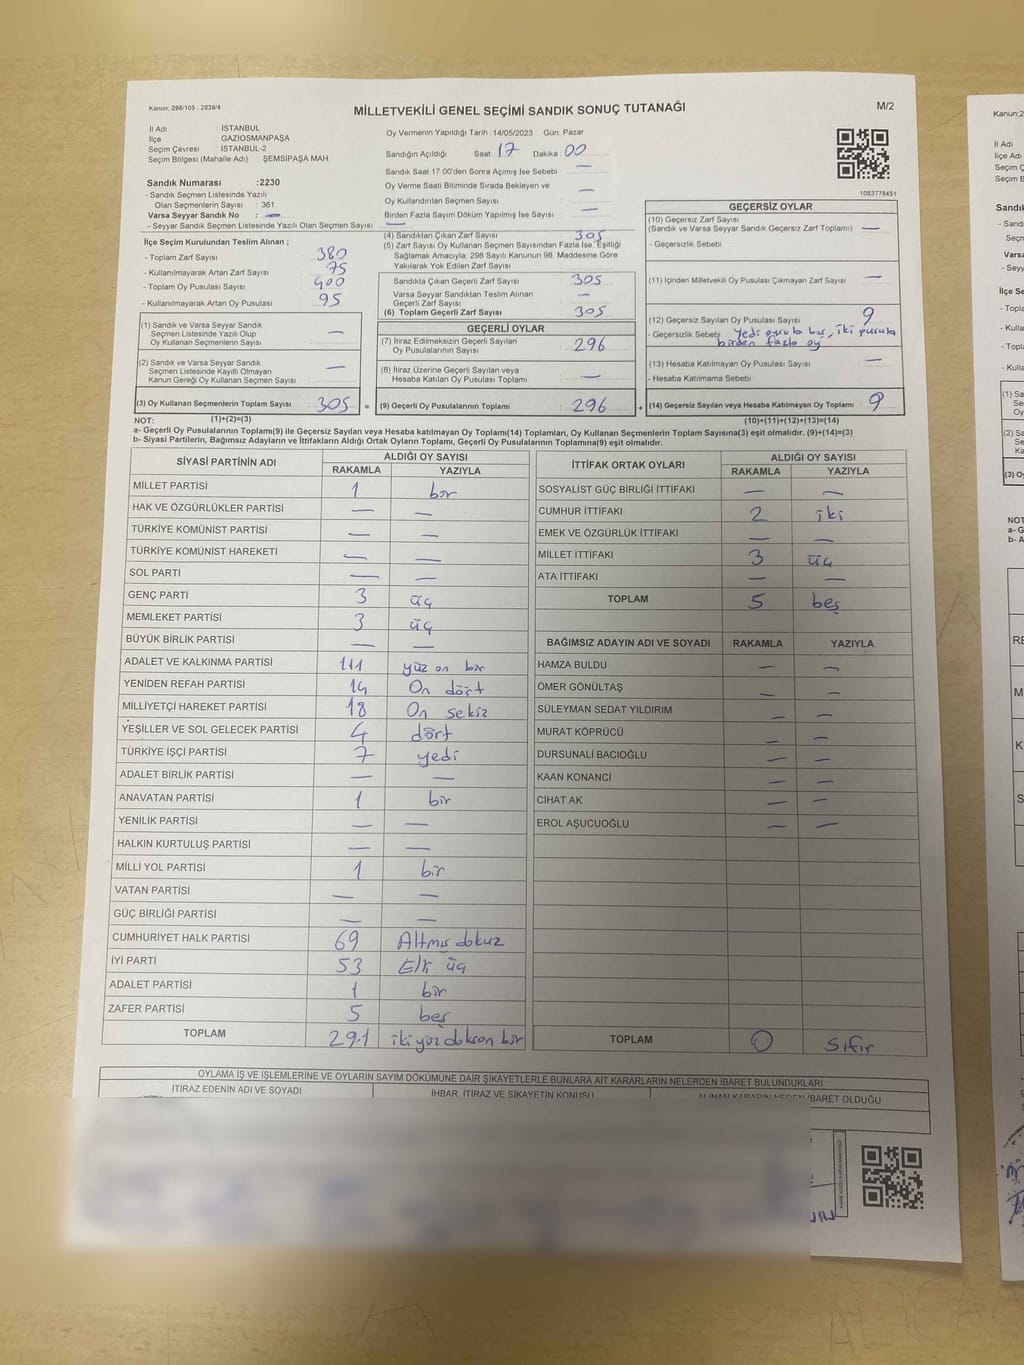 Kanun; 298/105 , 2839/4
MİLLETVEKİLİ GENEL SEÇİMİ SANDIK SONUÇ TUTANAĞI
M/2
İl Adı : İSTANBUL
İlçe : GAZİOSMANPAŞA
Seçim Çevresi : İSTANBUL-2
Seçim Bölgesi (Mahalle Adı) : ŞEMSİPAŞA MAH.
Oy Vermenin Yapıldığı Tarih :14/05/2023 Gün: Pazar
Sandığın Açıldığı Saat: 17 Dakika 00
Sandık Saat 17:00'den Sonra Açımış İse Sebebi : —
Oy Verme Saati Bitiminde Sırada Bekleyen ve
Oy Kullandırılan Seçmen Sayısı : —
Birden Fazla Sayım Döküm Yapılmış İse Sayısı : —
1083778451
Sandık Numarası :2230
- Sandık Seçmen Listesinde Yazılı
Olan Seçmenlerin Sayısı : 361
Varsa Seyyar Sandık No : —
- Seyyar Sandık Seçmen Listesinde Yazılı Olan Seçmen Sayısı : —
İlçe Seçim Kurulundan Teslim Alınan ;
- Toplam Zarf Sayısı : 380
- Kullanılmayarak Artan Zarf Sayısı : 75
- Toplam Oy Pusulası Sayısı : 400
- Kullanılmayarak Artan Oy Pusulası : 95
(1) Sandık ve Varsa Seyyar Sandık
Seçmen Listesinde Yazılı Olup
Oy Kullanan Seçmenlerin Sayısı : —
(2) Sandık ve Varsa Seyyar Sandık
Seçmen Listesinde Kayıtlı Olmayan
Kanun Gereği Oy Kullanan Seçmen Sayısı : —
(3) Oy Kullanan Seçmenlerin Toplam Sayısı : 305 =
(4) Sandıktan Çıkan Zarf Sayısı : 305
(5) Zarf Sayısı Oy Kullanan Seçmen Sayısından Fazla İse, Eşitliği
Sağlamak Amacıyla; 298 Sayılı Kanunun 98. Maddesine Göre
Yakılarak Yok Edilen Zarf Sayısı : —
Sandıkta Çıkan Geçerli Zarf Sayısı : 305
Varsa Seyyar Sandıktan Teslim Alınan
Geçerli Zarf Sayısı : —
(6) Toplam Geçerli Zarf Sayısı : 305
GEÇERLİ OYLAR
(7) İtiraz Edilmeksizin Geçerli Sayılan
Oy Pusulalarının Sayısı : 296
(8) İtiraz Üzerine Geçerli Sayılan veya
Hesaba Katılan Oy Pusulaları Toplamı : —
(9) Geçerli Oy Pusulalarının Toplamı : 296 +
GEÇERSİZ OYLAR
(10) Geçersiz Zarf Sayısı
(Sandık ve Varsa Seyyar Sandık Geçersiz Zarf Toplamı) : —
- Geçersizlik Sebebi :
(11) İçinden Milletvekili Oy Pusulası Çıkmayan Zarf Sayısı : —
(12) Geçersiz Sayılan Oy Pusulası Sayısı : 9
- Geçersizlik Sebebi : yedi pusula boş, iki pusula
birden fazla oy
(13) Hesaba Katılmayan Oy Pusulası Sayısı : —
- Hesaba Katılmama Sebebi :
(14) Geçersiz Sayılan veya Hesaba Katılmayan Oy Toplamı : 9
NOT: (1)+(2)=(3) (10)+(11)+(12)+(13)=(14)
a- Geçerli Oy Pusulalarının Toplamı(9) ile Geçersiz Sayılan veya Hesaba Katılmayan Oy Toplamı(14) Toplamları, Oy Kullanan Seçmenlerin Toplam Sayısına(3) eşit olmalıdır. (9)+(14)=(3)
b- Siyasi Partilerin, Bağımsız Adayların ve İttifakların Aldığı Ortak Oyların Toplamı, Geçerli Oy Pusulalarının Toplamına(9) eşit olmalıdır.
SİYASİ PARTİNİN ADI ALDIĞI OY SAYISI
RAKAMLA YAZIYLA
MİLLET PARTİSİ 1 bir
HAK VE ÖZGÜRLÜKLER PARTİSİ — —
TÜRKİYE KOMÜNİST PARTİSİ — —
TÜRKİYE KOMÜNİST HAREKETİ — —
SOL PARTİ — —
GENÇ PARTİ 3 üç
MEMLEKET PARTİSİ 3 üç
BÜYÜK BİRLİK PARTİSİ — —
ADALET VE KALKINMA PARTİSİ 111 yüz on bir
YENİDEN REFAH PARTİSİ 14 On dört
MİLLİYETÇİ HAREKET PARTİSİ 18 On sekiz
YEŞİLLER VE SOL GELECEK PARTİSİ 4 dört
TÜRKİYE İŞÇİ PARTİSİ 7 yedi
ADALET BİRLİK PARTİSİ — —
ANAVATAN PARTİSİ 1 bir
YENİLİK PARTİSİ — —
HALKIN KURTULUŞ PARTİSİ — —
MİLLİ YOL PARTİSİ 1 bir
VATAN PARTİSİ — —
GÜÇ BİRLİĞİ PARTİSİ — —
CUMHURİYET HALK PARTİSİ 69 Altmış dokuz
İYİ PARTİ 53 Elli üç
ADALET PARTİSİ 1 bir
ZAFER PARTİSİ 5 beş
TOPLAM 291 iki yüz doksan bir
İTTİFAK ORTAK OYLARI ALDIĞI OY SAYISI
RAKAMLA YAZIYLA
SOSYALİST GÜÇ BİRLİĞİ İTTİFAKI — —
CUMHUR İTTİFAKI 2 iki
EMEK VE ÖZGÜRLÜK İTTİFAKI — —
MİLLET İTTİFAKI 3 üç
ATA İTTİFAKI — —
TOPLAM 5 beş
BAĞIMSIZ ADAYIN ADI VE SOYADI RAKAMLA YAZIYLA
HAMZA BULDU — —
ÖMER GÖNÜLTAŞ — —
SÜLEYMAN SEDAT YILDIRIM — —
MURAT KÖPRÜCÜ — —
DURSUNALİ BACIOĞLU — —
KAAN KONANCİ — —
CİHAT AK — —
EROL AŞUCUOĞLU — —
TOPLAM 0 Sıfır
OYLAMA İŞ VE İŞLEMLERİNE VE OYLARIN SAYIM DÖKÜMÜNE DAİR ŞİKAYETLERLE BUNLARA AİT KARARLARIN NELERDEN İBARET BULUNDUKLARI
İTİRAZ EDENİN ADI VE SOYADI İHBAR, İTİRAZ VE ŞİKAYETİN KONUSU ALINAN KARARIN NEDEN İBARET OLDUĞU
Kanun;2
İl Adı
İlçe Adı
Seçim Ç
Seçim B